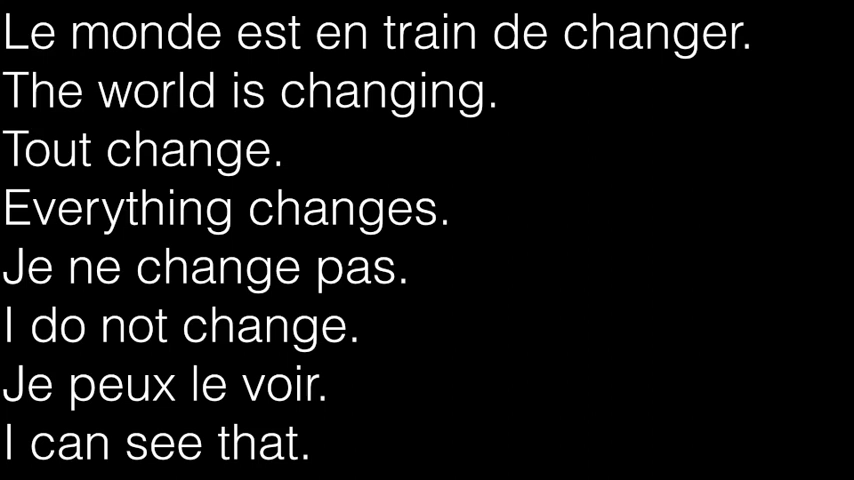 Le monde est en train de changer.
The world is changing.
Tout change.
Everything changes.
Je ne change pas.
I do not change.
Je peux le voir.
I can see that.